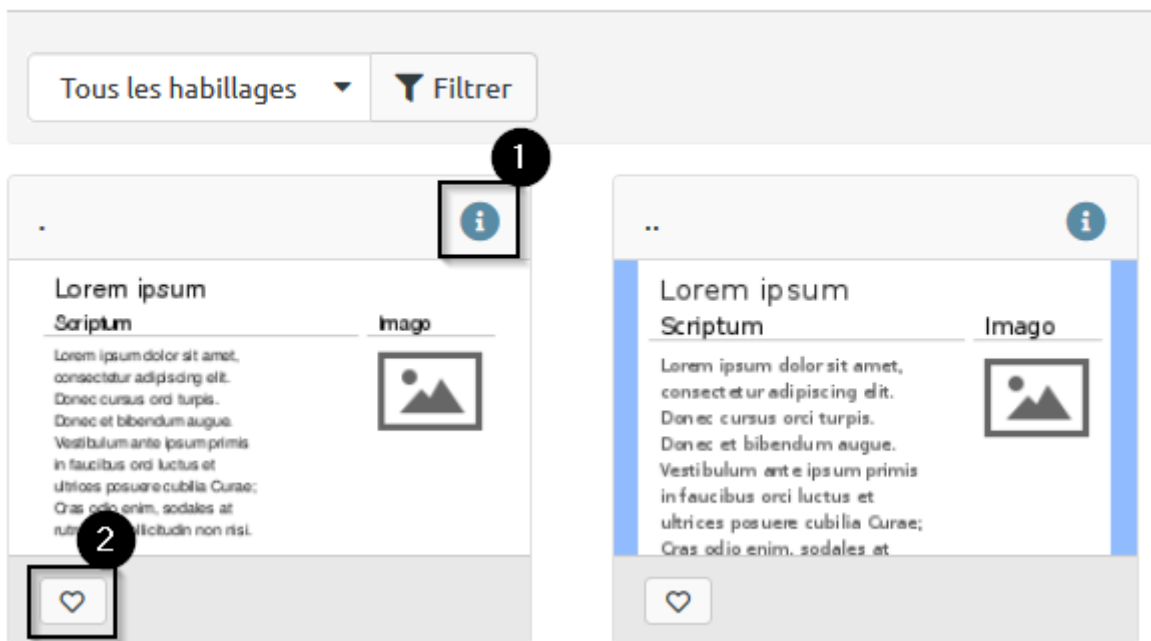 Tous les habillages
Filtrer
1
.
i
Lorem ipsum
Scriptum
Imago
Lorem ipsum dolor sit amet,
consectetur adipiscing elit.
Donec cursus orci turpis.
Donec et bibendum augue.
Vestibulum ante ipsum primis
in faucibus orci luctus et
ultrices posuere cubilia Curae;
Cras odio enim, sodales at
non nisi.
2
..
i
Lorem ipsum
Scriptum
Imago
Lorem ipsum dolor sit amet,
consectetur adipiscing elit.
Donec cursus orci turpis.
Donec et bibendum augue.
Vestibulum ante ipsum primis
in faucibus orci luctus et
ultrices posuere cubilia Curae;
Cras odio enim, sodales at